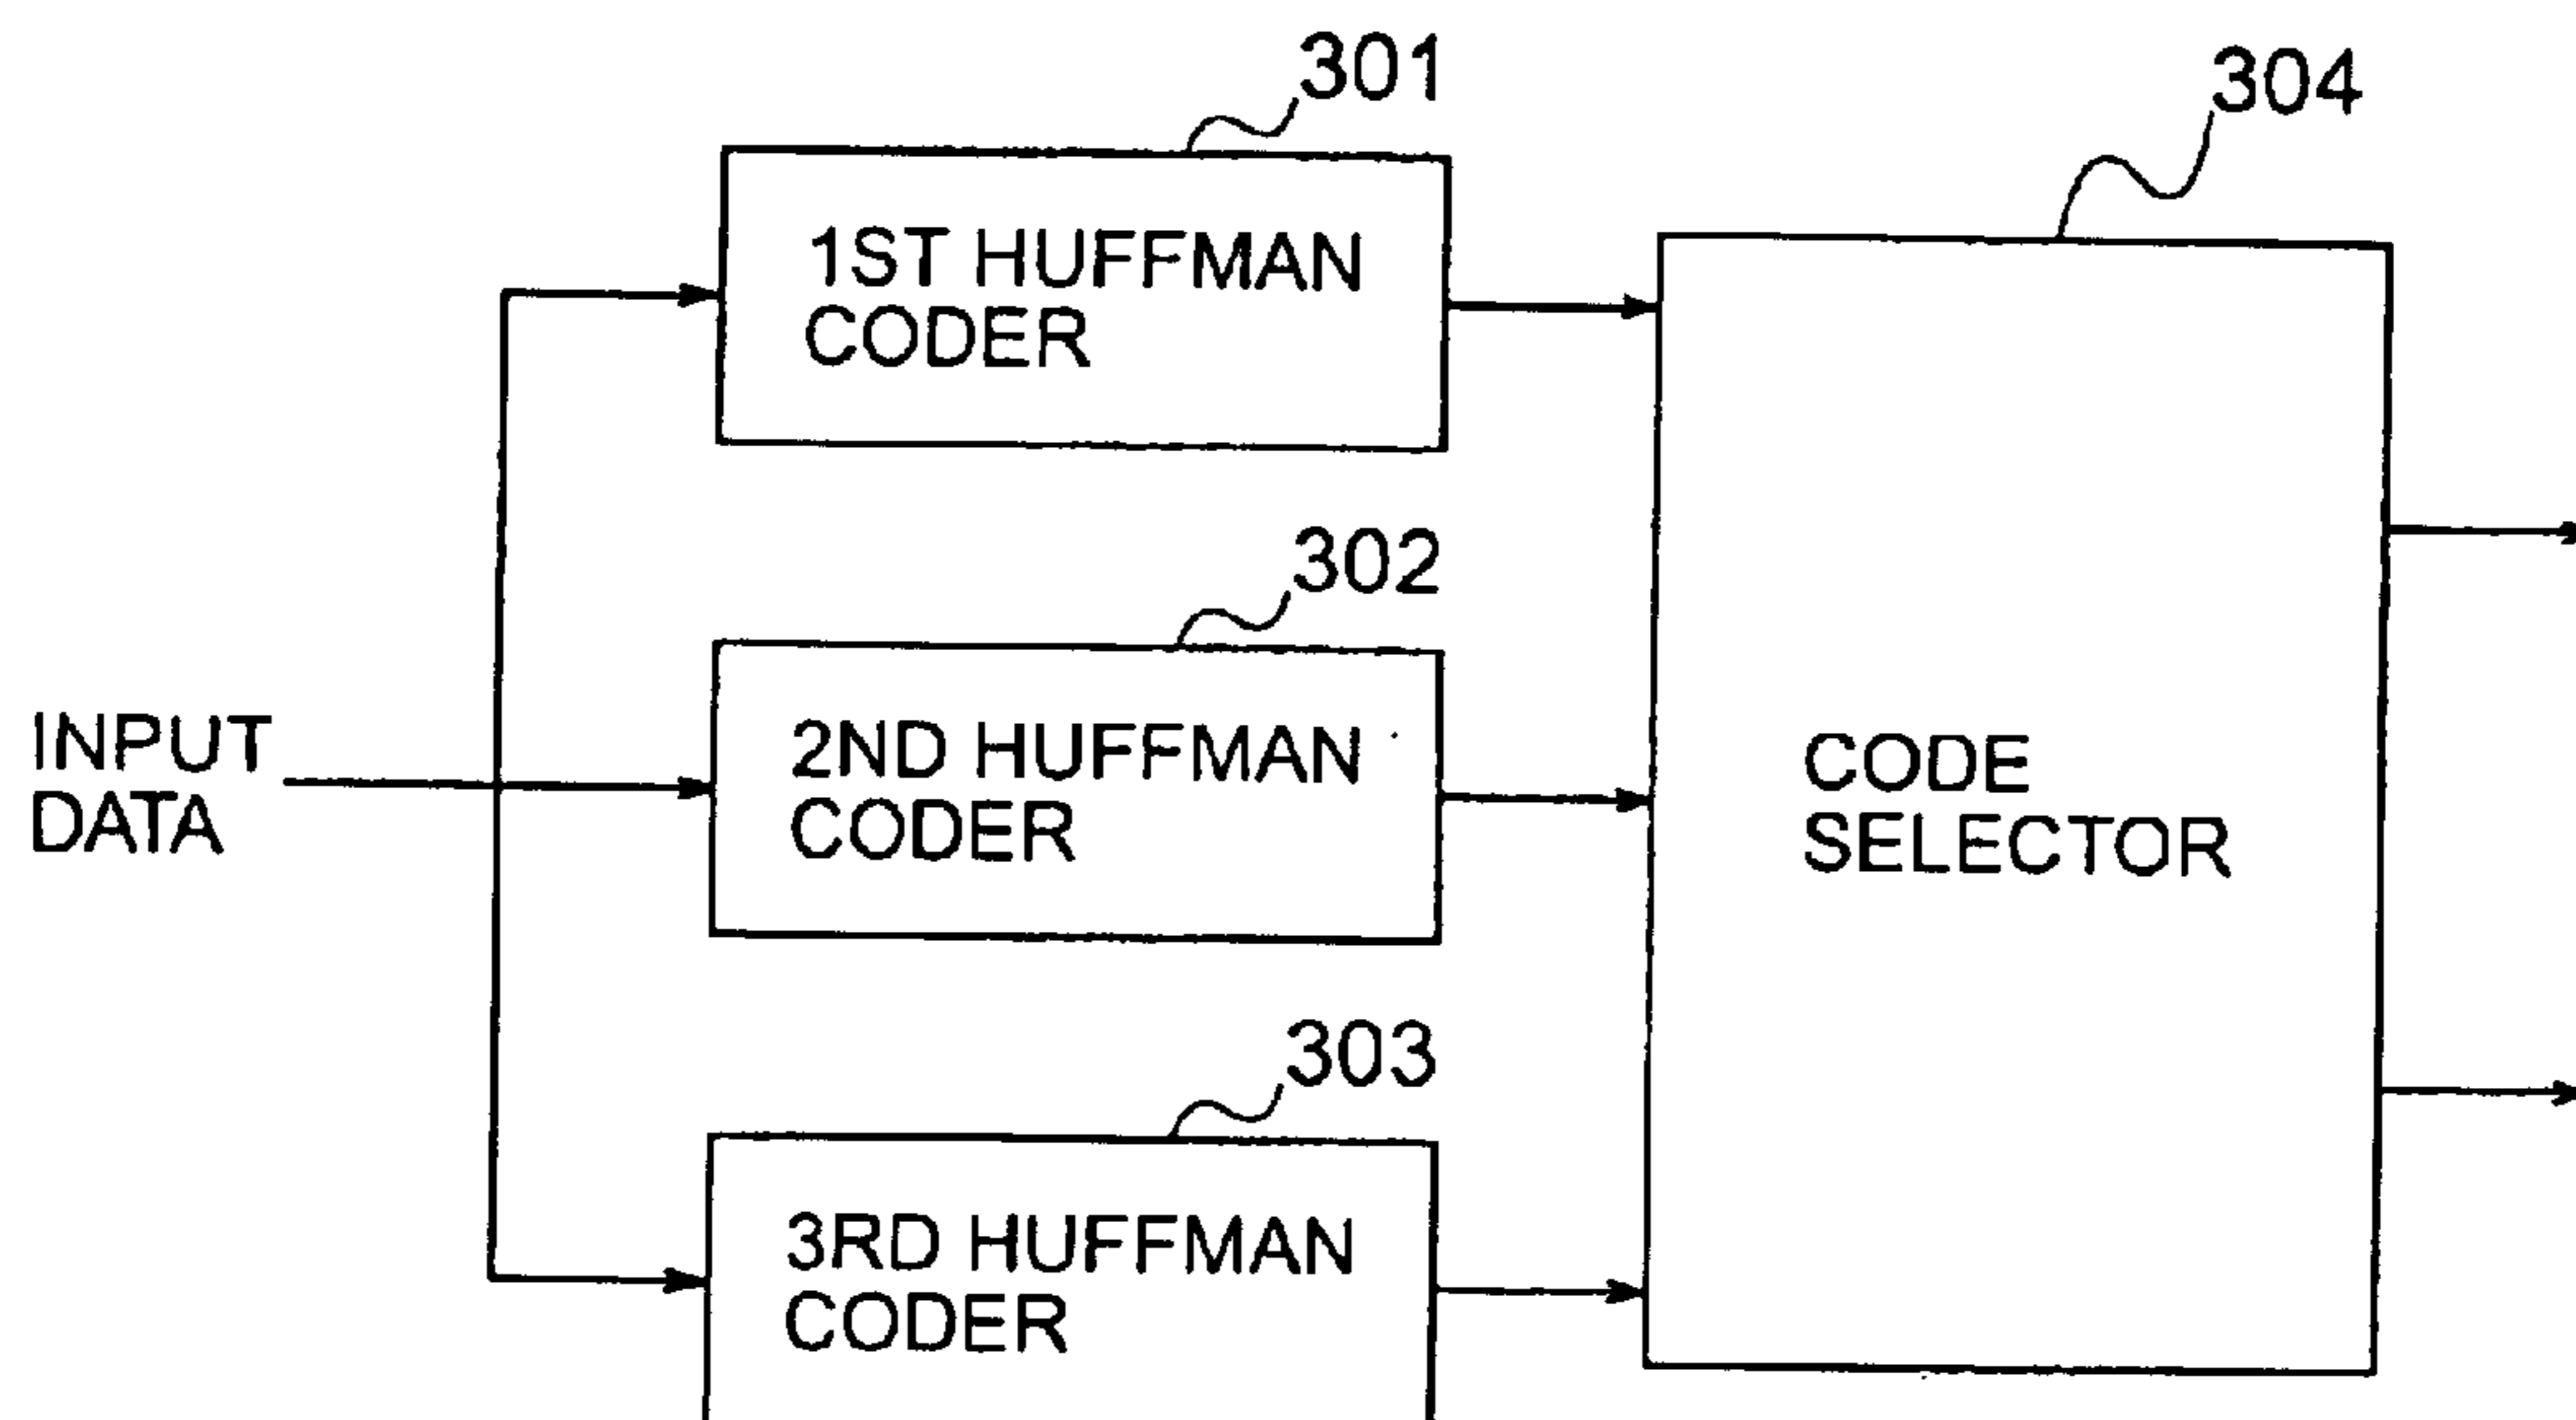 301
304
1ST HUFFMAN
CODER
302
INPUT
DATA
2ND HUFFMAN
CODER
CODE
SELECTOR
303
3RD HUFFMAN
CODER